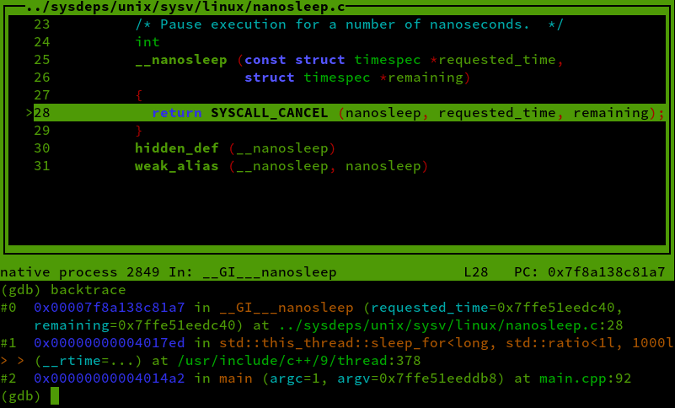 ../sysdeps/unix/sysv/linux/nanosleep.c
23 /* Pause execution for a number of nanoseconds.  */
24 int
25 __nanosleep (const struct timespec *requested_time,
26              struct timespec *remaining)
27 {
>28   return SYSCALL_CANCEL (nanosleep, requested_time, remaining);
29 }
30 hidden_def (__nanosleep)
31 weak_alias (__nanosleep, nanosleep)
native process 2849 In: __GI___nanosleep L28 PC: 0x7f8a138c81a7
(gdb) backtrace
#0  0x00007f8a138c81a7 in __GI___nanosleep (requested_time=0x7ffe51eedc40,
    remaining=0x7ffe51eedc40) at ../sysdeps/unix/sysv/linux/nanosleep.c:28
#1  0x00000000004017ed in std::this_thread::sleep_for<long, std::ratio<1l, 1000l
> > (__rtime=...) at /usr/include/c++/9/thread:378
#2  0x00000000004014a2 in main (argc=1, argv=0x7ffe51eeddb8) at main.cpp:92
(gdb)